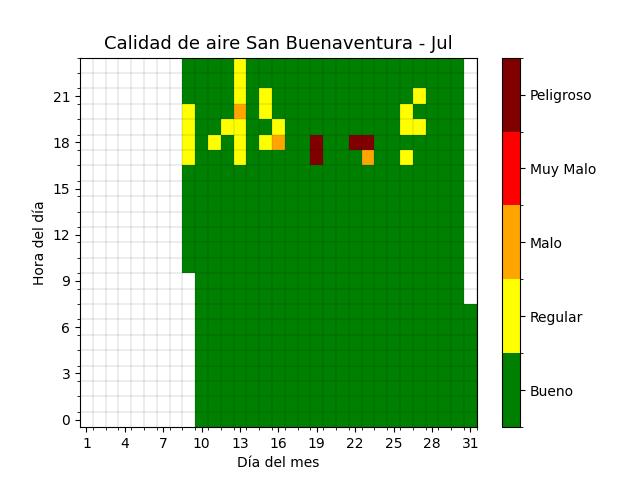 Calidad de aire San Buenaventura - Jul
21
18
15
12
9
6
3
0
Hora del día
1 4 7 10 13 16 19 22 25 28 31
Día del mes
Peligroso
Muy Malo
Malo
Regular
Bueno